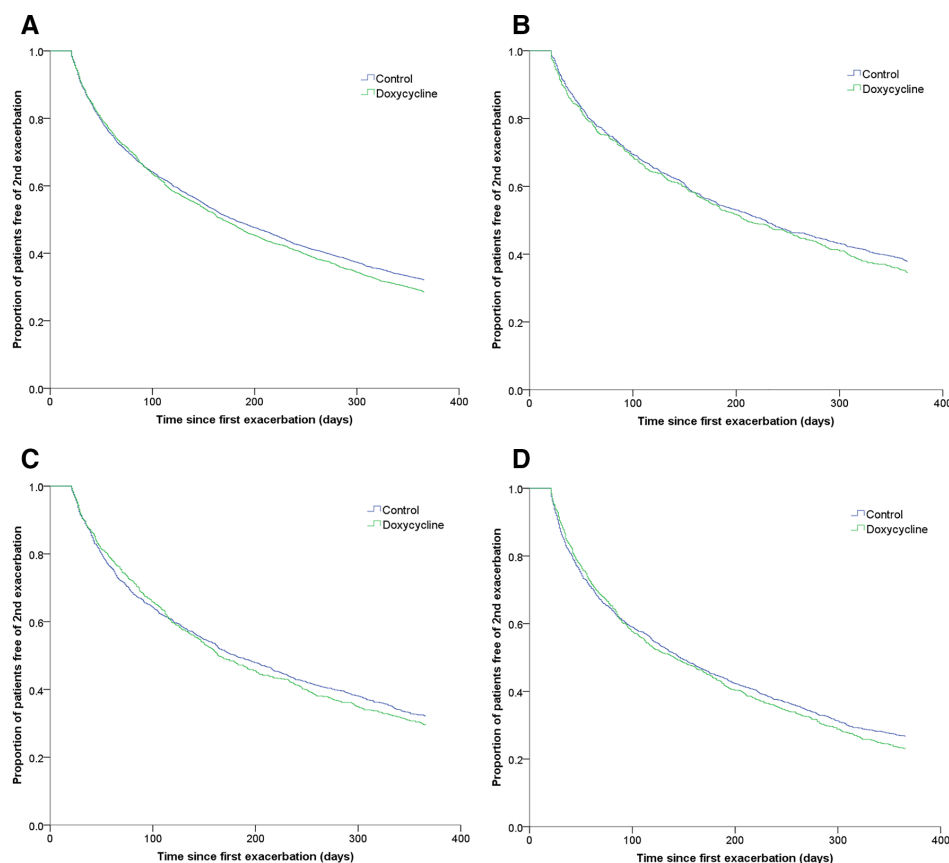 A
Proportion of patients free of 2nd exacerbation
1.0
0.8
0.6
0.4
0.2
0.0
0 100 200 300 400
Time since first exacerbation (days)
Control
Doxycycline
B
Proportion of patients free of 2nd exacerbation
1.0
0.8
0.6
0.4
0.2
0.0
0 100 200 300 400
Time since first exacerbation (days)
Control
Doxycycline
C
Proportion of patients free of 2nd exacerbation
1.0
0.8
0.6
0.4
0.2
0.0
0 100 200 300 400
Time since first exacerbation (days)
Control
Doxycycline
D
Proportion of patients free of 2nd exacerbation
1.0
0.8
0.6
0.4
0.2
0.0
0 100 200 300 400
Time since first exacerbation (days)
Control
Doxycycline